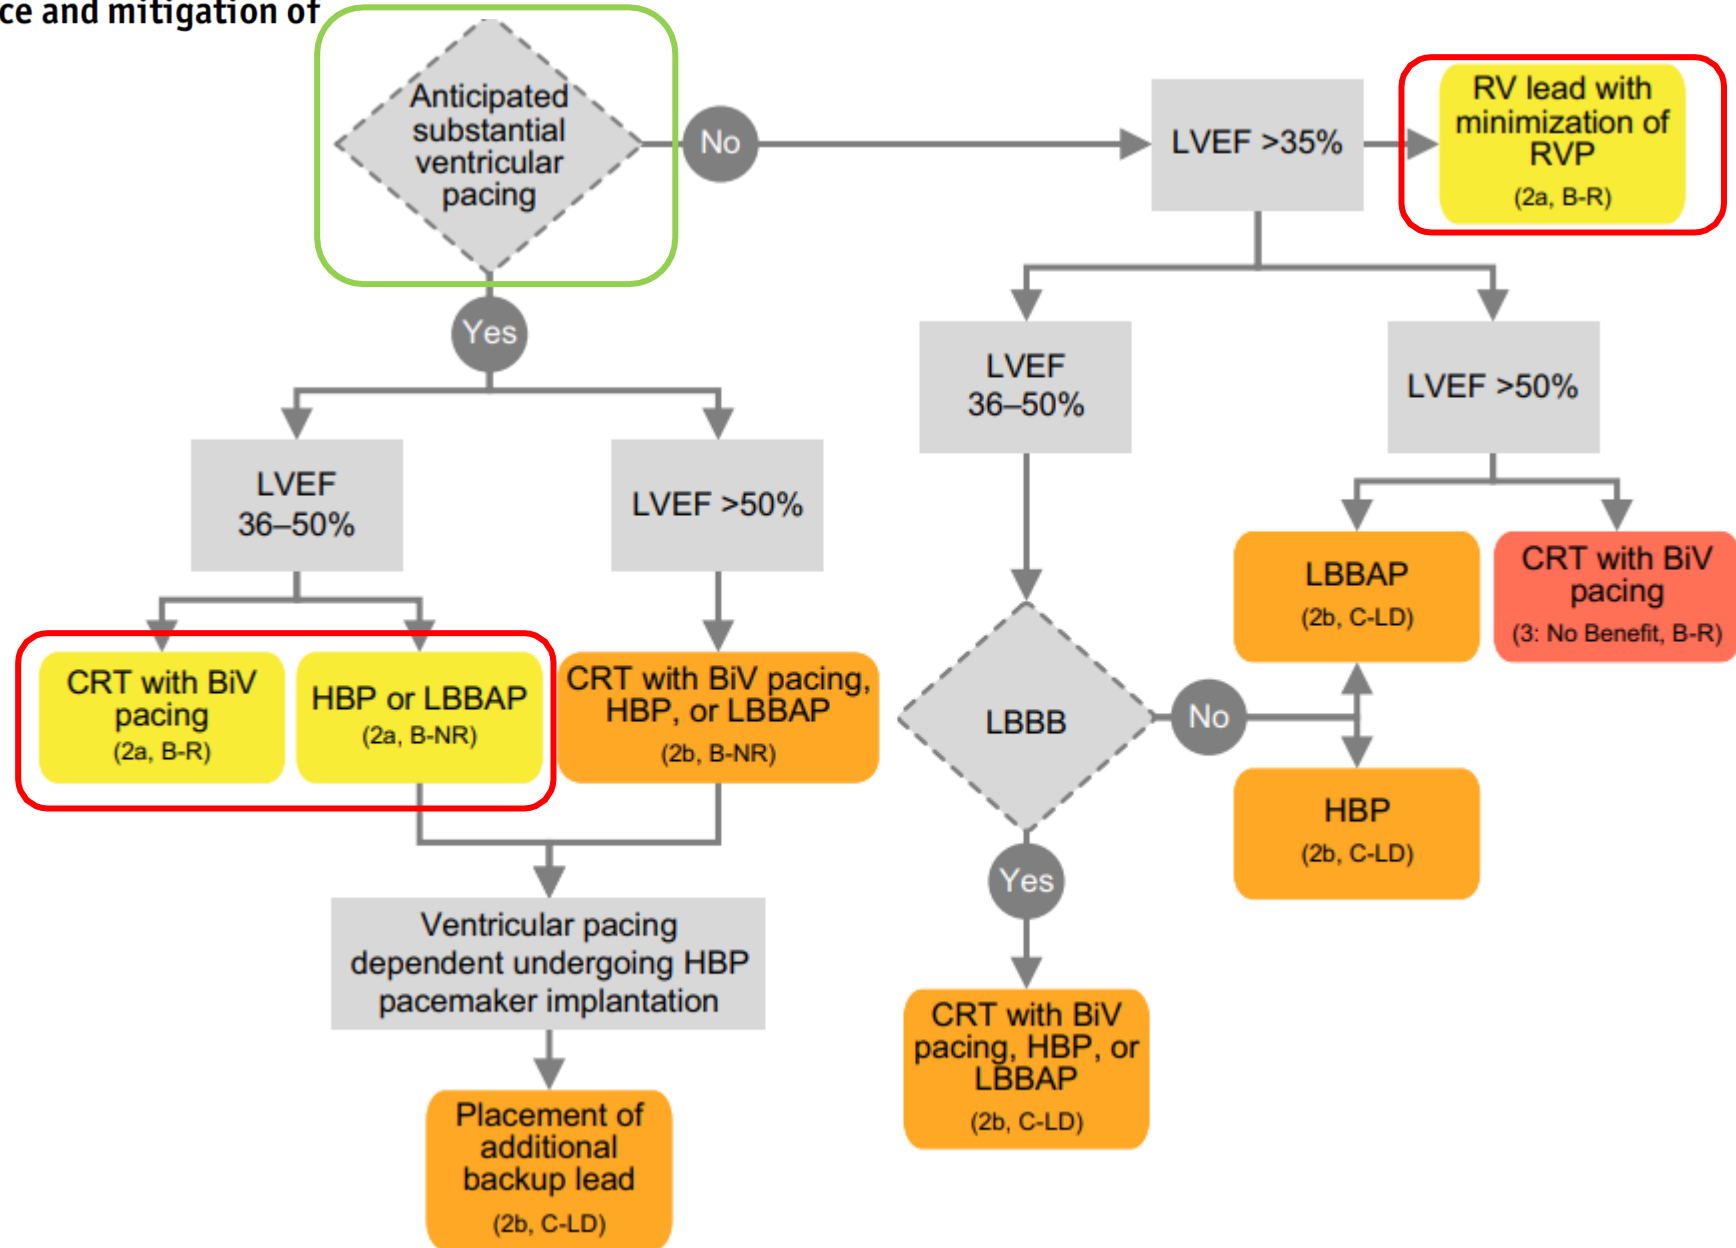 ce and mitigation of
Anticipated
substantial
ventricular
pacing
No
LVEF >35%
RV lead with
minimization of
RVP
(2a, B-R)
Yes
LVEF
36–50%
LVEF >50%
LVEF
36–50%
LVEF >50%
CRT with BiV
pacing
(2a, B-R)
HBP or LBBAP
(2a, B-NR)
CRT with BiV pacing,
HBP, or LBBAP
(2b, B-NR)
LBBB
No
LBBAP
(2b, C-LD)
CRT with BiV
pacing
(3: No Benefit, B-R)
HBP
(2b, C-LD)
Yes
Ventricular pacing
dependent undergoing HBP
pacemaker implantation
CRT with BiV
pacing, HBP, or
LBBAP
(2b, C-LD)
Placement of
additional
backup lead
(2b, C-LD)